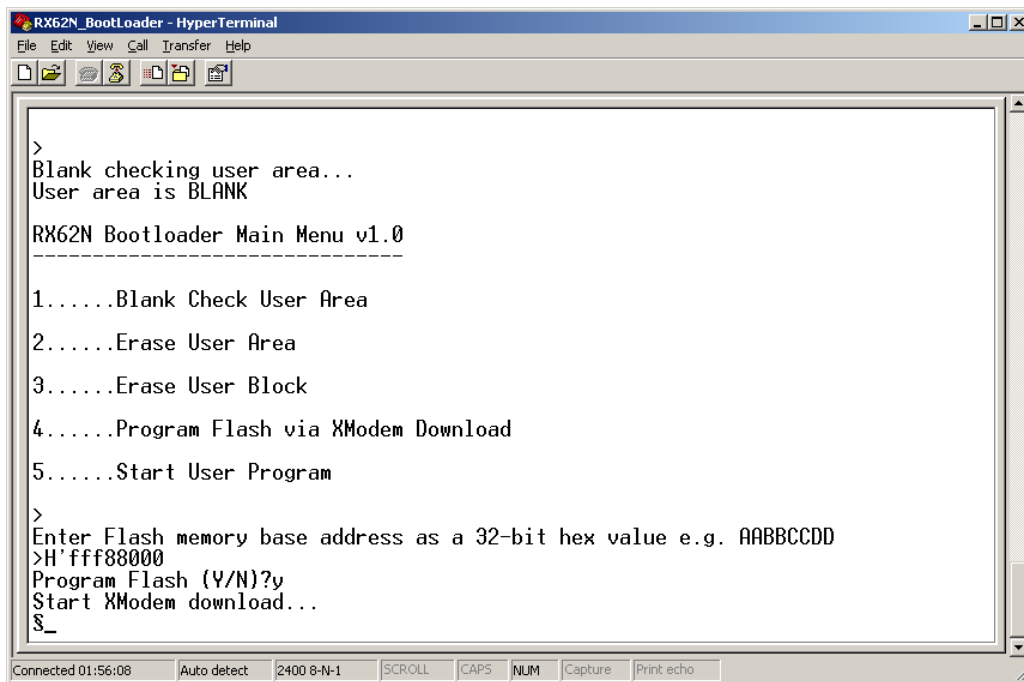 RX62N_BootLoader - HyperTerminal
File Edit View Call Transfer Help
>
Blank checking user area...
User area is BLANK
RX62N Bootloader Main Menu v1.0
-------------------------------
1......Blank Check User Area
2......Erase User Area
3......Erase User Block
4......Program Flash via XModem Download
5......Start User Program
>
Enter Flash memory base address as a 32-bit hex value e.g. AABBCCDD
>H'fff88000
Program Flash (Y/N)?y
Start XModem download...
§_
Connected 01:56:08 Auto detect 2400 8-N-1 SCROLL CAPS NUM Capture Print echo